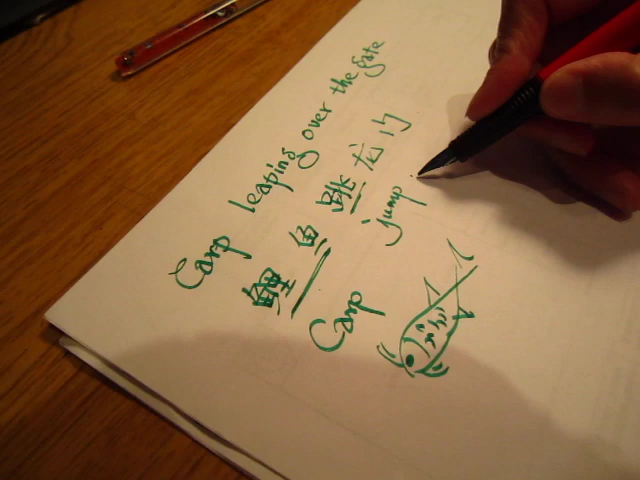 Carp leaping over the gate
鲤鱼跳龙门
Carp jump.